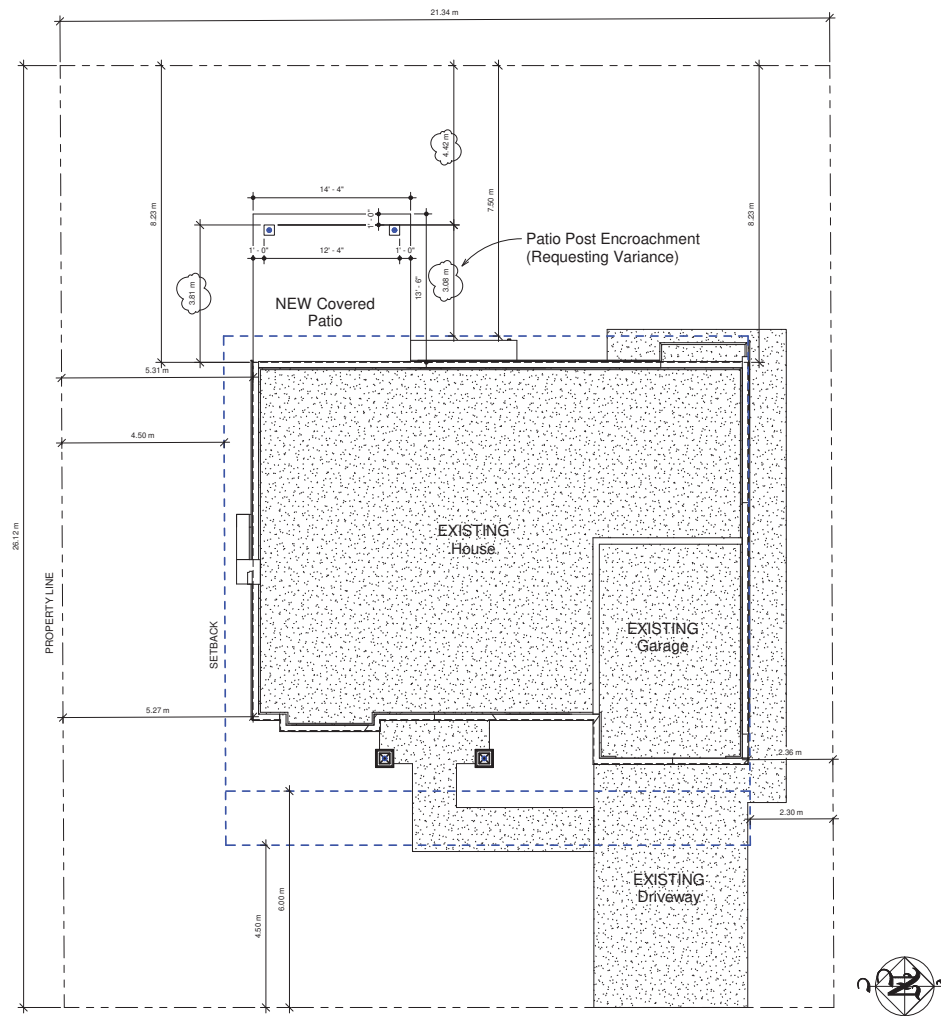 21.34 m
4.42 m
7.50 m
8.23 m
8.23 m
14' - 4"
1' - 0"
1' - 0"
12' - 4"
1' - 0"
Patio Post Encroachment
(Requesting Variance)
3.08 m
13' - 6"
3.81 m
NEW Covered
Patio
5.31 m
4.50 m
26.12 m
EXISTING
House
PROPERTY LINE
SETBACK
EXISTING
Garage
5.27 m
2.36 m
2.30 m
6.00 m
4.50 m
EXISTING
Driveway